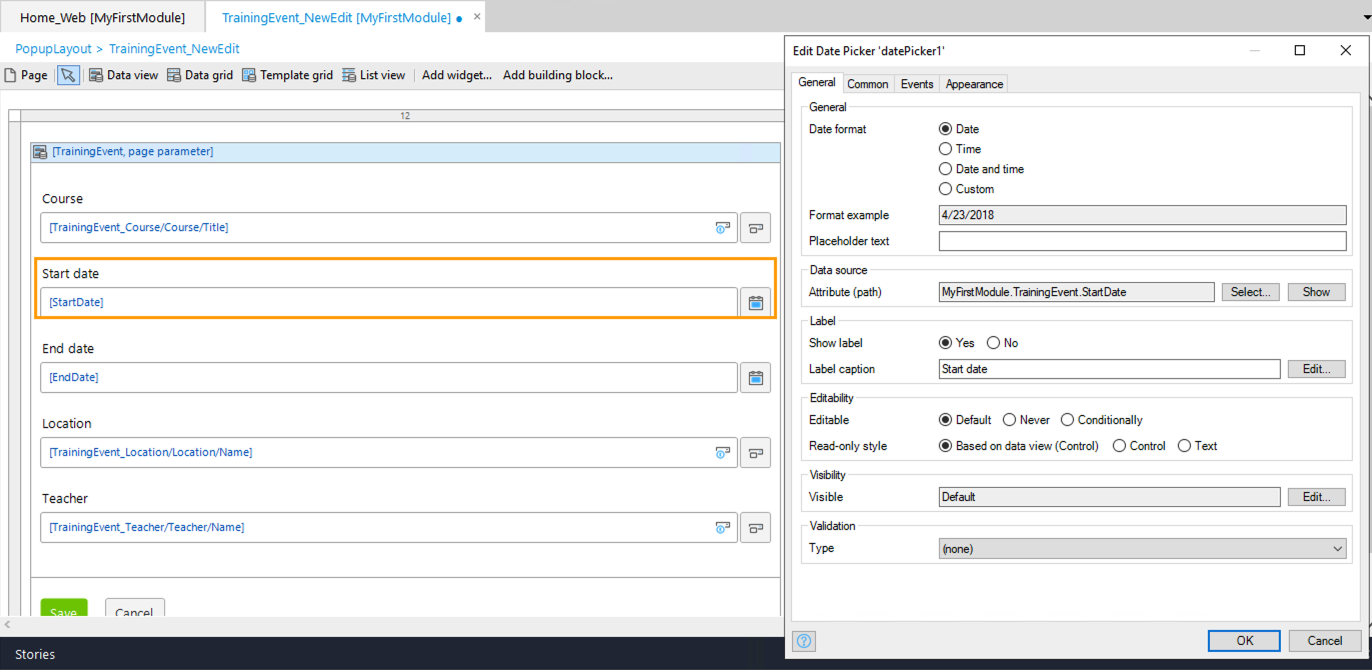 Home_Web [MyFirstModule]
TrainingEvent_NewEdit [MyFirstModule]
PopupLayout > TrainingEvent_NewEdit
Page Data view Data grid Template grid List view Add widget... Add building block...
12
[TrainingEvent, page parameter]
Course
[TrainingEvent_Course/Course/Title]
Start date
[StartDate]
End date
[EndDate]
Location
[TrainingEvent_Location/Location/Name]
Teacher
[TrainingEvent_Teacher/Teacher/Name]
Save Cancel
Stories
Edit Date Picker 'datePicker1'
General Common Events Appearance
General
Date format Date
Time
Date and time
Custom
Format example 4/23/2018
Placeholder text
Data source
Attribute (path) MyFirstModule.TrainingEvent.StartDate Select... Show
Label
Show label Yes No
Label caption Start date Edit...
Editability
Editable Default Never Conditionally
Read-only style Based on data view (Control) Control Text
Visibility
Visible Default Edit...
Validation
Type (none)
? OK Cancel